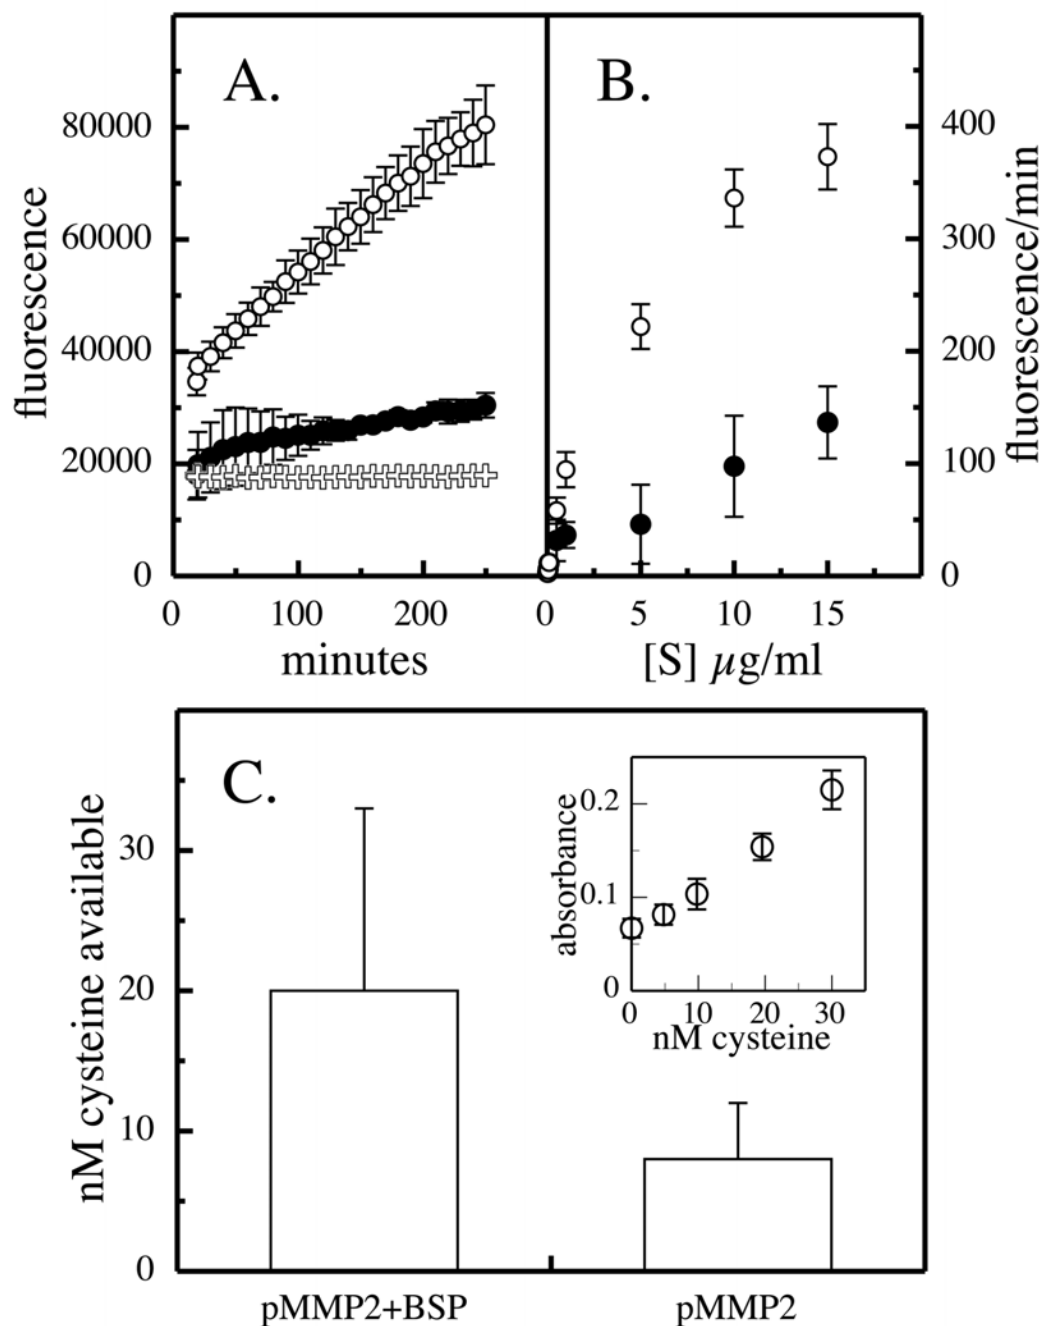 A.
B.
80000
60000
40000
20000
0
fluorescence
400
300
200
100
0
fluorescence/min
0
100
200
minutes
0
5
10
15
[S] µg/ml
C.
30
20
10
0
nM cysteine available
0.2
0.1
0
absorbance
0
10
20
30
nM cysteine
pMMP2+BSP
pMMP2